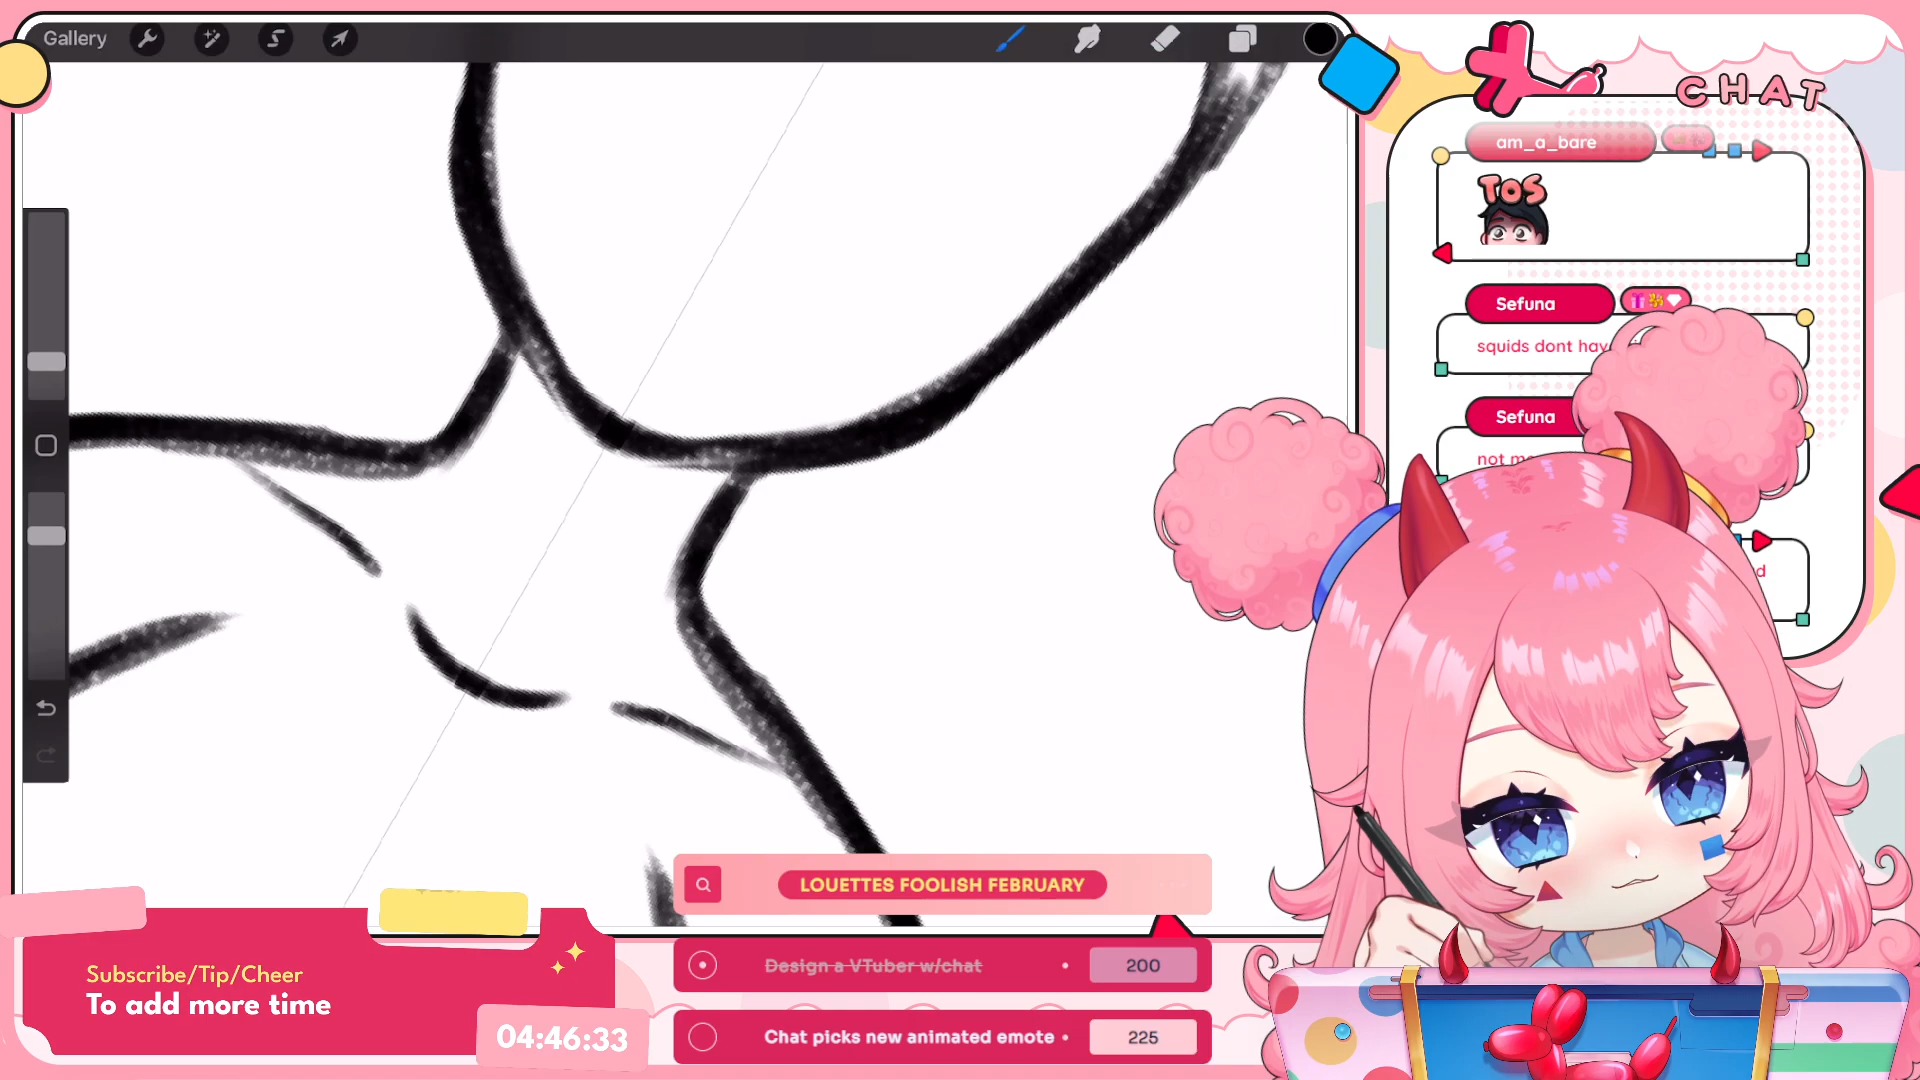 Gallery
CHAT
am_a_bare
TOS
Sefuna
squids dont hav
Sefuna
not m
d
LOUETTES FOOLISH FEBRUARY
Design a VTuber w/chat • 200
Chat picks new animated emote • 225
Subscribe/Tip/Cheer
To add more time
04:46:33